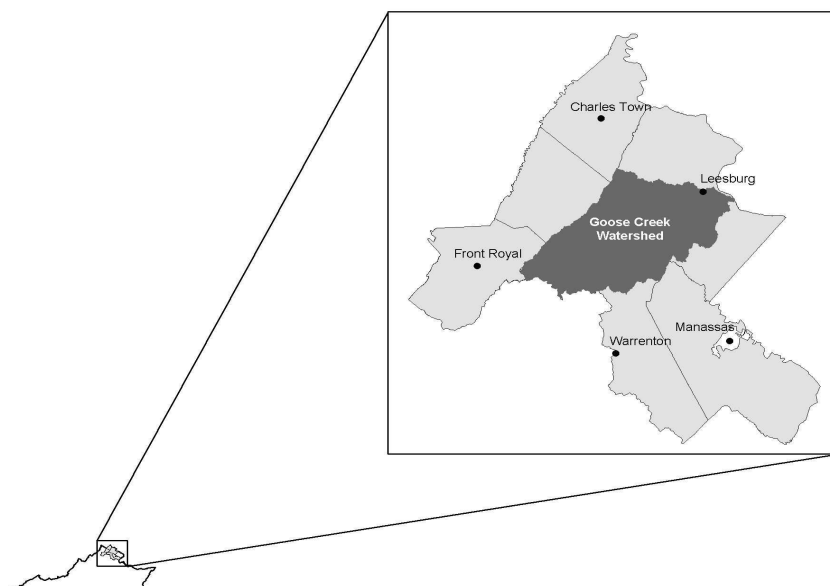 Charles Town
Leesburg
Goose Creek
Watershed
Front Royal
Manassas
Warrenton